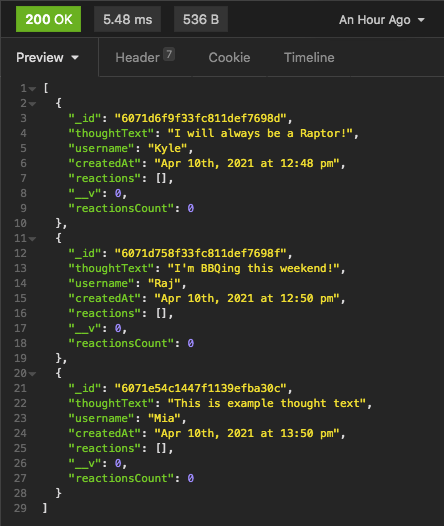 200 OK 5.48 ms 536 B An Hour Ago
Preview Header 7 Cookie Timeline
1 [
2 {
3 "_id": "6071d6f9f33fc811def7698d",
4 "thoughtText": "I will always be a Raptor!",
5 "username": "Kyle",
6 "createdAt": "Apr 10th, 2021 at 12:48 pm",
7 "reactions": [],
8 "__v": 0,
9 "reactionsCount": 0
10 },
11 {
12 "_id": "6071d758f33fc811def7698f",
13 "thoughtText": "I'm BBQing this weekend!",
14 "username": "Raj",
15 "createdAt": "Apr 10th, 2021 at 12:50 pm",
16 "reactions": [],
17 "__v": 0,
18 "reactionsCount": 0
19 },
20 {
21 "_id": "6071e54c1447f1139efba30c",
22 "thoughtText": "This is example thought text",
23 "username": "Mia",
24 "createdAt": "Apr 10th, 2021 at 13:50 pm",
25 "reactions": [],
26 "__v": 0,
27 "reactionsCount": 0
28 }
29 ]